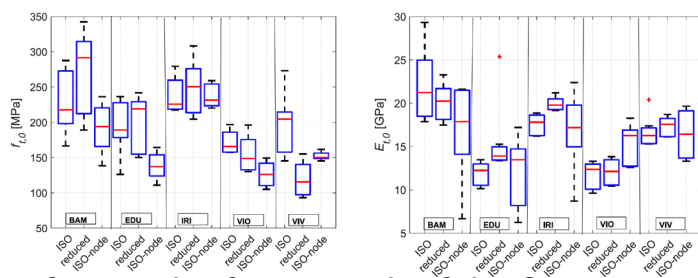 350
300
250
200
150
100
50
f_{t,0} [MPa]
BAM
EDU
IRI
VIO
VIV
ISO
reduced
ISO-node
ISO
reduced
ISO-node
ISO
reduced
ISO-node
ISO
reduced
ISO-node
ISO
reduced
ISO-node
30
25
20
15
10
5
E_{t,0} [GPa]
BAM
EDU
IRI
VIO
VIV
ISO
reduced
ISO-node
ISO
reduced
ISO-node
ISO
reduced
ISO-node
ISO
reduced
ISO-node
ISO
reduced
ISO-node